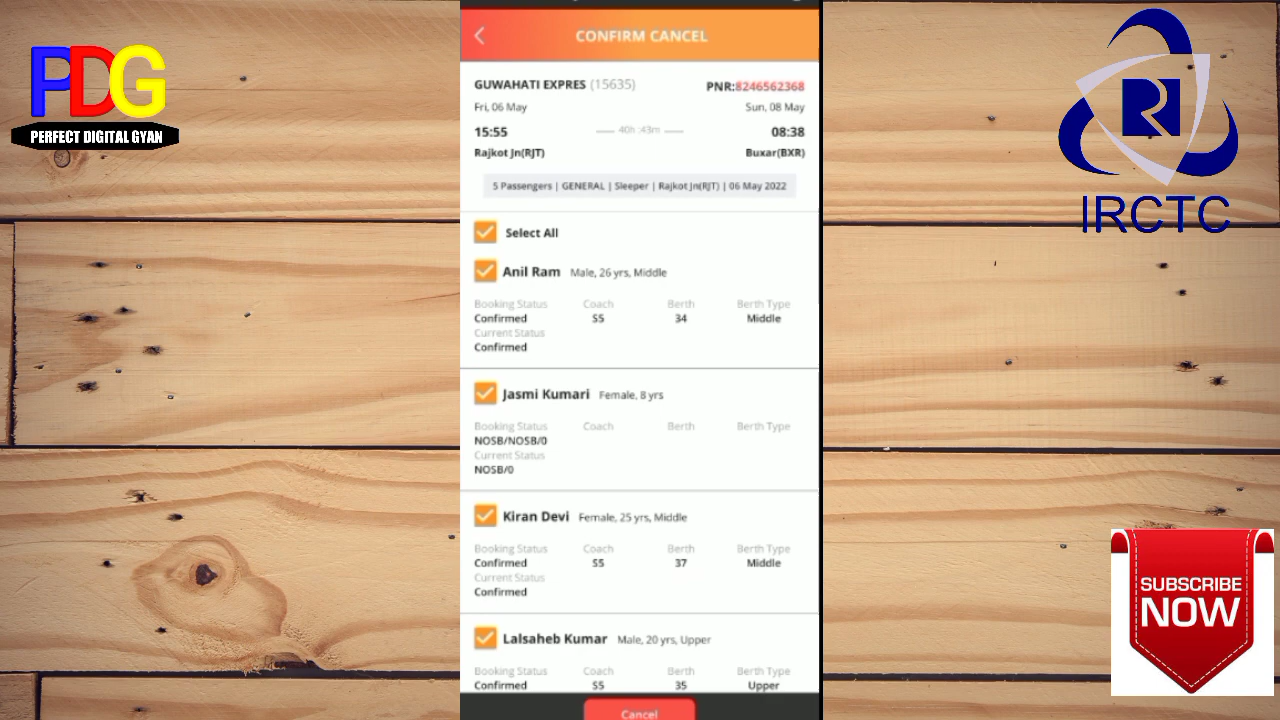 PDG
PERFECT DIGITAL GYAN
CONFIRM CANCEL
GUWAHATI EXPRES (15635) PNR:8246562368
Fri, 06 May Sun, 08 May
15:55 40h :43m 08:38
Rajkot Jn(RJT) Buxar(BXR)
5 Passengers | GENERAL | Sleeper | Rajkot Jn(RJT) | 06 May 2022
Select All
Anil Ram Male, 26 yrs, Middle
Booking Status Coach Berth Berth Type
Confirmed S5 34 Middle
Current Status
Confirmed
Jasmi Kumari Female, 8 yrs
Booking Status Coach Berth Berth Type
NOSB/NOSB/0
Current Status
NOSB/0
Kiran Devi Female, 25 yrs, Middle
Booking Status Coach Berth Berth Type
Confirmed S5 37 Middle
Current Status
Confirmed
Lalsaheb Kumar Male, 20 yrs, Upper
Booking Status Coach Berth Berth Type
Confirmed S5 35 Upper
Cancel
IRCTC
SUBSCRIBE
NOW